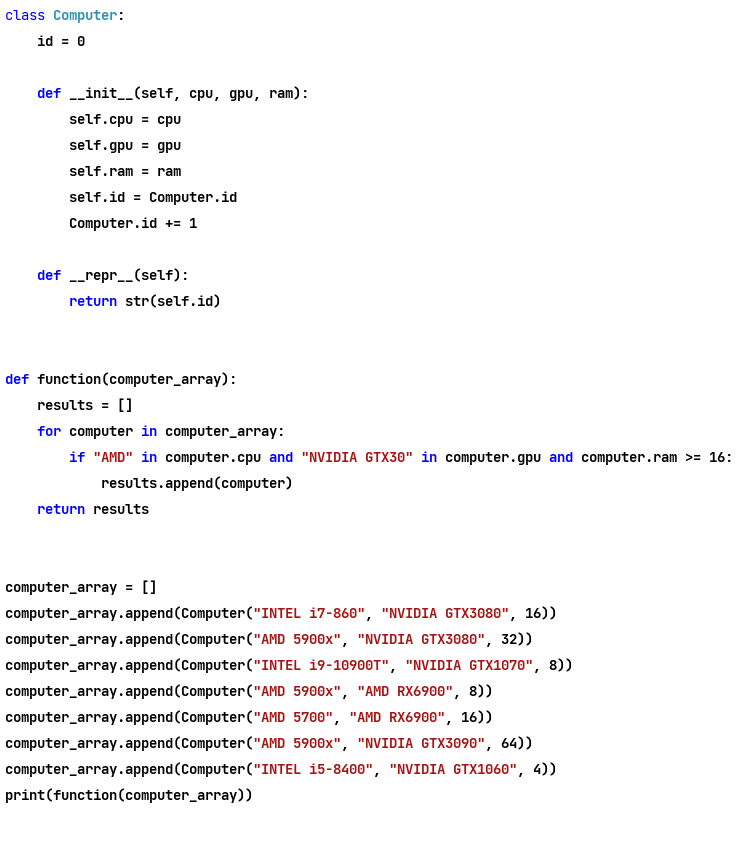 class Computer:
    id = 0

    def __init__(self, cpu, gpu, ram):
        self.cpu = cpu
        self.gpu = gpu
        self.ram = ram
        self.id = Computer.id
        Computer.id += 1

    def __repr__(self):
        return str(self.id)


def function(computer_array):
    results = []
    for computer in computer_array:
        if "AMD" in computer.cpu and "NVIDIA GTX30" in computer.gpu and computer.ram >= 16:
            results.append(computer)
    return results


computer_array = []
computer_array.append(Computer("INTEL i7-860", "NVIDIA GTX3080", 16))
computer_array.append(Computer("AMD 5900x", "NVIDIA GTX3080", 32))
computer_array.append(Computer("INTEL i9-10900T", "NVIDIA GTX1070", 8))
computer_array.append(Computer("AMD 5900x", "AMD RX6900", 8))
computer_array.append(Computer("AMD 5700", "AMD RX6900", 16))
computer_array.append(Computer("AMD 5900x", "NVIDIA GTX3090", 64))
computer_array.append(Computer("INTEL i5-8400", "NVIDIA GTX1060", 4))
print(function(computer_array))